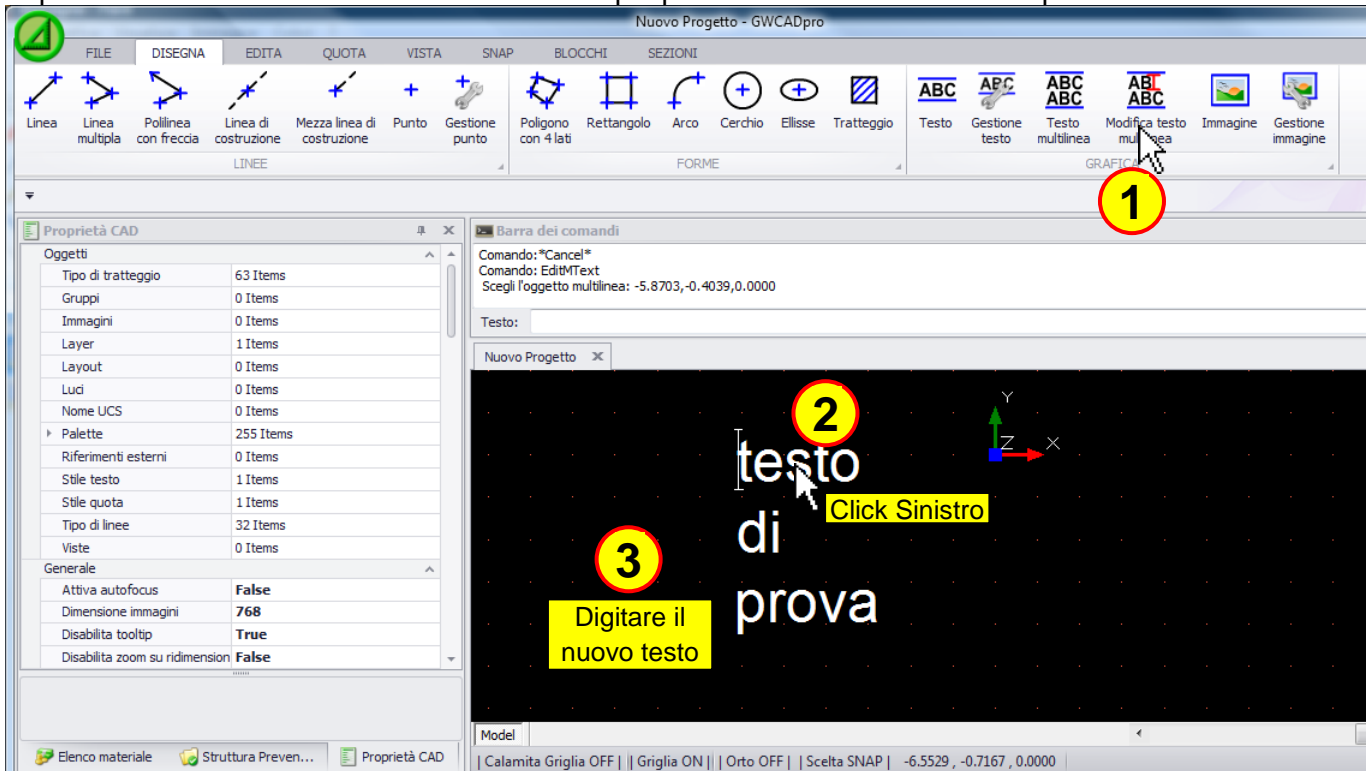 Nuovo Progetto - GWCADpro
FILE DISEGNA EDITA QUOTA VISTA SNAP BLOCCHI SEZIONI
Linea
Linea multipla
Polilinea con freccia
Linea di costruzione
Mezza linea di costruzione
Punto
Gestione punto
LINEE
Poligono con 4 lati
Rettangolo
Arco
Cerchio
Ellisse
Tratteggio
FORME
ABC
Testo
ABC
Gestione testo
ABC
ABC
Testo multilinea
ABC
Modifica testo
Immagine
Gestione immagine
1
Proprietà CAD
Oggetti
Tipo di tratteggio 63 Items
Gruppi 0 Items
Immagini 0 Items
Layer 1 Items
Layout 0 Items
Luci 0 Items
Nome UCS 0 Items
Palette 255 Items
Riferimenti esterni 0 Items
Stile testo 1 Items
Stile quota 1 Items
Tipo di linee 32 Items
Viste 0 Items
Generale
Attiva autofocus False
Dimensione immagini 768
Disabilita tooltip True
Disabilita zoom su ridimension False
Elenco materiale Struttura Preven... Proprietà CAD
Barra dei comandi
Comando:*Cancel*
Comando: EditMText
Scegli l'oggetto multilinea: -5.8703,-0.4039,0.0000
Testo:
Nuovo Progetto
2
Y
Z X
testo
Click Sinistro
di
3
Digitare il
nuovo testo
prova
Model
| Calamita Griglia OFF | | Griglia ON | | Orto OFF | | Scelta SNAP | -6.5529 , -0.7167 , 0.0000